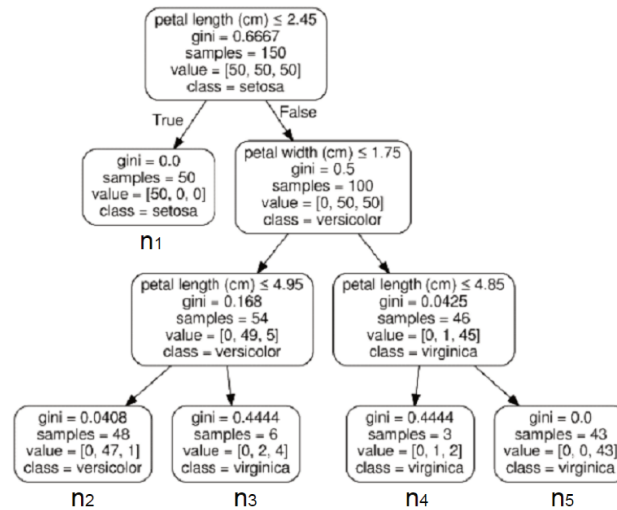 petal length (cm) ≤ 2.45
gini = 0.6667
samples = 150
value = [50, 50, 50]
class = setosa
True
False
gini = 0.0
samples = 50
value = [50, 0, 0]
class = setosa
n1
petal width (cm) ≤ 1.75
gini = 0.5
samples = 100
value = [0, 50, 50]
class = versicolor
petal length (cm) ≤ 4.95
gini = 0.168
samples = 54
value = [0, 49, 5]
class = versicolor
petal length (cm) ≤ 4.85
gini = 0.0425
samples = 46
value = [0, 1, 45]
class = virginica
gini = 0.0408
samples = 48
value = [0, 47, 1]
class = versicolor
n2
gini = 0.4444
samples = 6
value = [0, 2, 4]
class = virginica
n3
gini = 0.4444
samples = 3
value = [0, 1, 2]
class = virginica
n4
gini = 0.0
samples = 43
value = [0, 0, 43]
class = virginica
n5